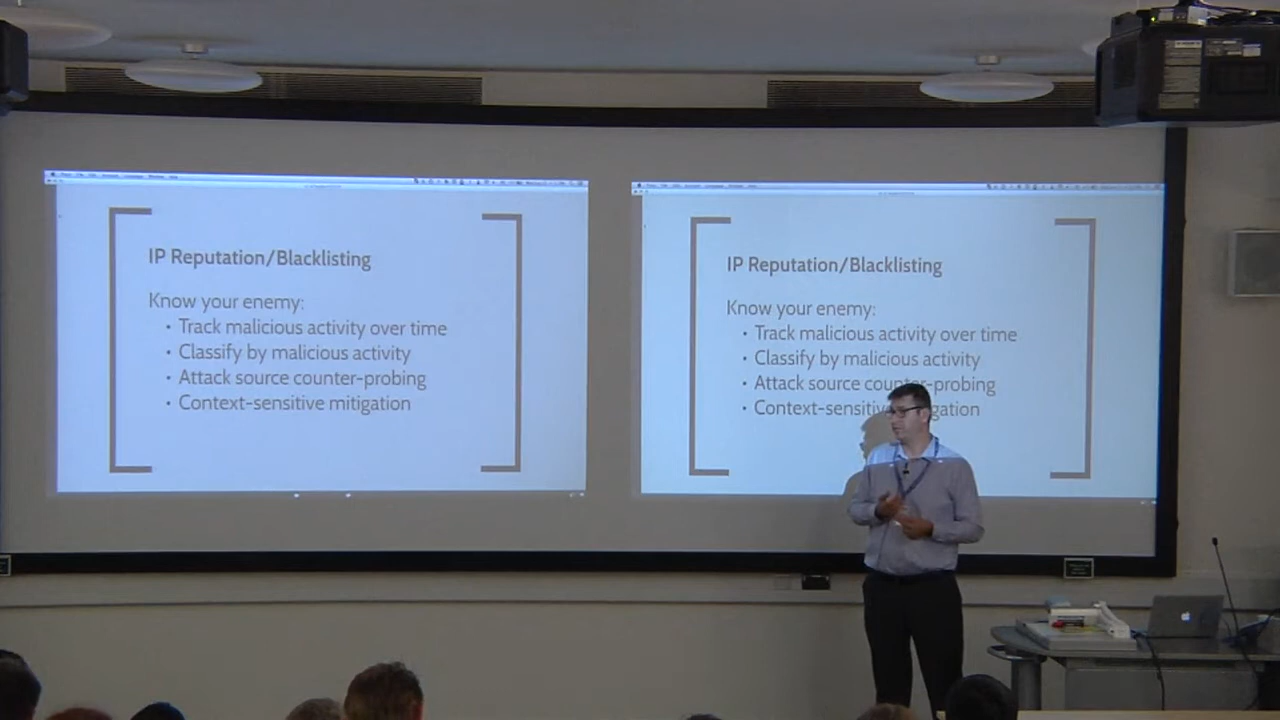 IP Reputation/Blacklisting
Know your enemy:
• Track malicious activity over time
• Classify by malicious activity
• Attack source counter-probing
• Context-sensitive mitigation
IP Reputation/Blacklisting
Know your enemy:
• Track malicious activity over time
• Classify by malicious activity
• Attack source counter-probing
• Context-sensitive gation